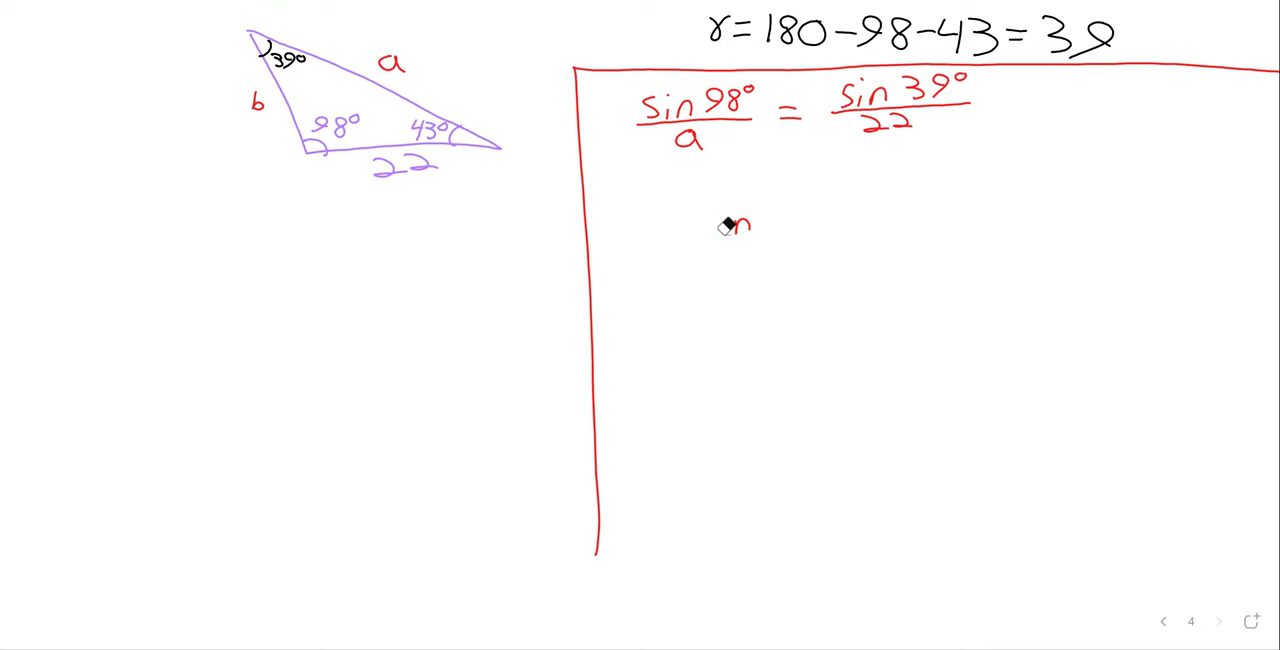 γ = 180 - 98 - 43 = 39
39°
a
b
98°
43°
22
sin 98° / a = sin 39° / 22
n
4